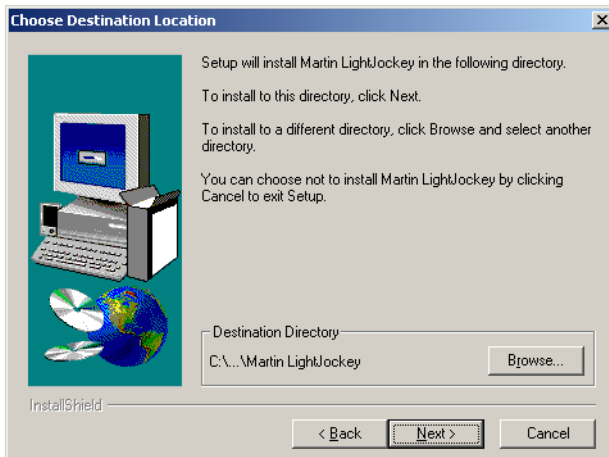 Choose Destination Location
Setup will install Martin LightJockey in the following directory.
To install to this directory, click Next.
To install to a different directory, click Browse and select another
directory.
You can choose not to install Martin LightJockey by clicking
Cancel to exit Setup.
Destination Directory
C:\...\Martin LightJockey
Browse...
InstallShield
< Back
Next >
Cancel